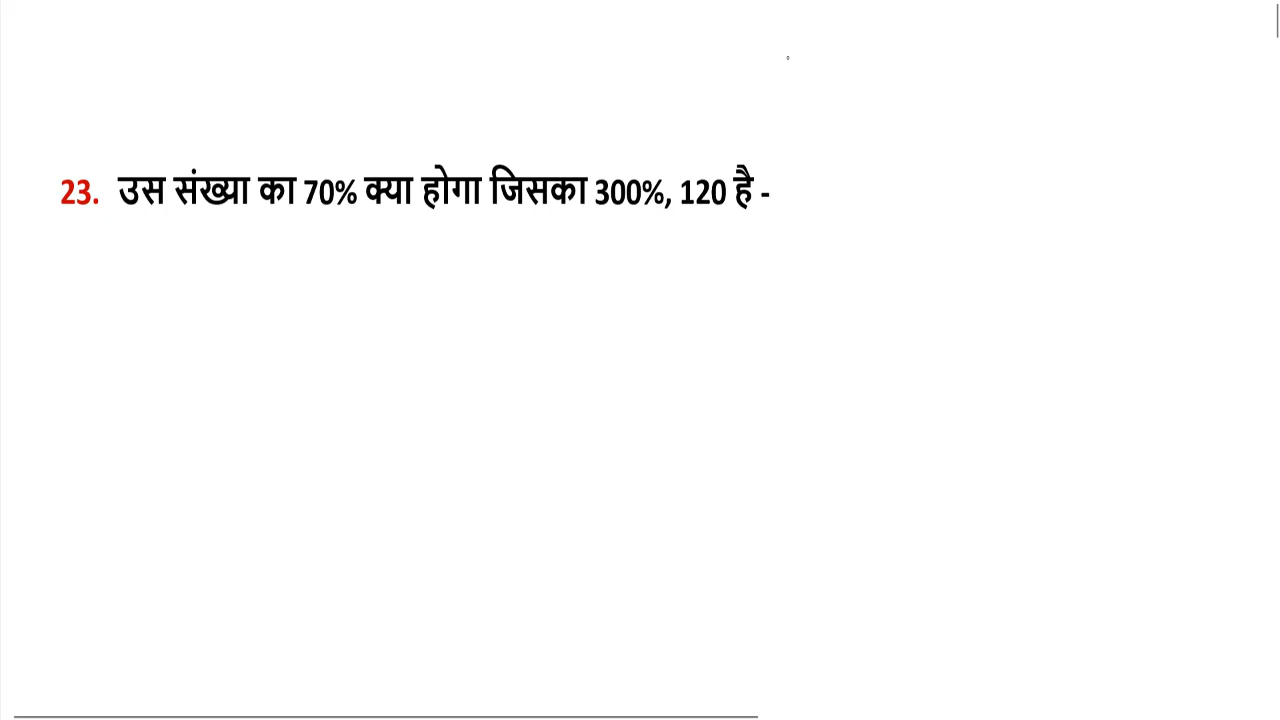 23. उस संख्या का 70% क्या होगा जिसका 300%, 120 है -